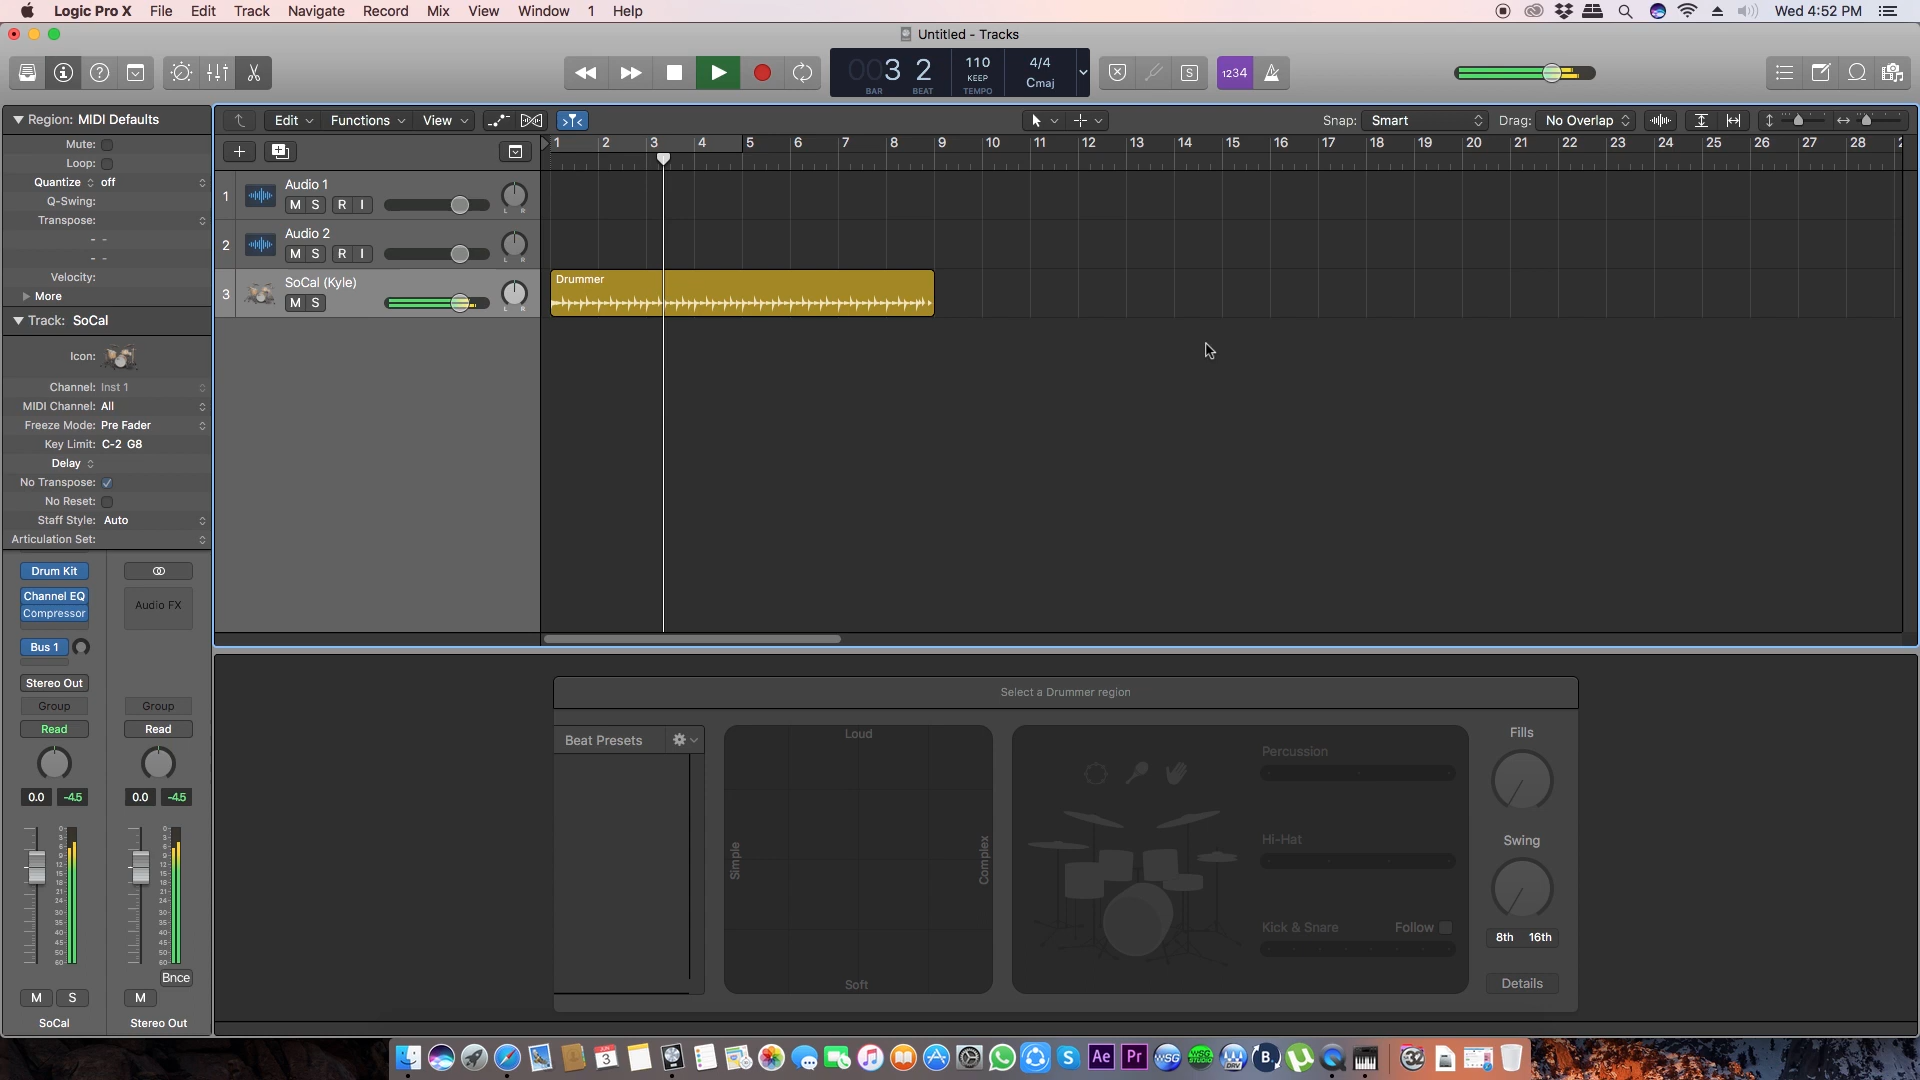 Logic Pro X File Edit Track Navigate Record Mix View Window 1 Help
Wed 4:52 PM
Untitled - Tracks
003 2 110 4/4
KEEP Cmaj
BAR BEAT TEMPO
S 1234
Region: MIDI Defaults
Mute:
Loop:
Quantize off
Q-Swing:
Transpose:
- -
- -
Velocity:
More
Track: SoCal
Icon:
Channel: Inst 1
MIDI Channel: All
Freeze Mode: Pre Fader
Key Limit: C-2 G8
Delay
No Transpose:
No Reset:
Staff Style: Auto
Articulation Set:
Drum Kit
Channel EQ Audio FX
Compressor
Bus 1
Stereo Out
Group Group
Read Read
0.0 -4.5 0.0 -4.5
Bnce
M S M
SoCal Stereo Out
Edit Functions View
Snap: Smart Drag: No Overlap
1 2 3 4 5 6 7 8 9 10 11 12 13 14 15 16 17 18 19 20 21 22 23 24 25 26 27 28
1 Audio 1
M S R I L R
2 Audio 2
M S R I L R
3 SoCal (Kyle)
M S L R
Drummer
Select a Drummer region
Beat Presets
Loud
Simple
Complex
Soft
Percussion
Hi-Hat
Kick & Snare Follow
Fills
Swing
8th 16th
Details
JUN
3
Ae Pr WSG
WSG STUDIO
DRV
B.